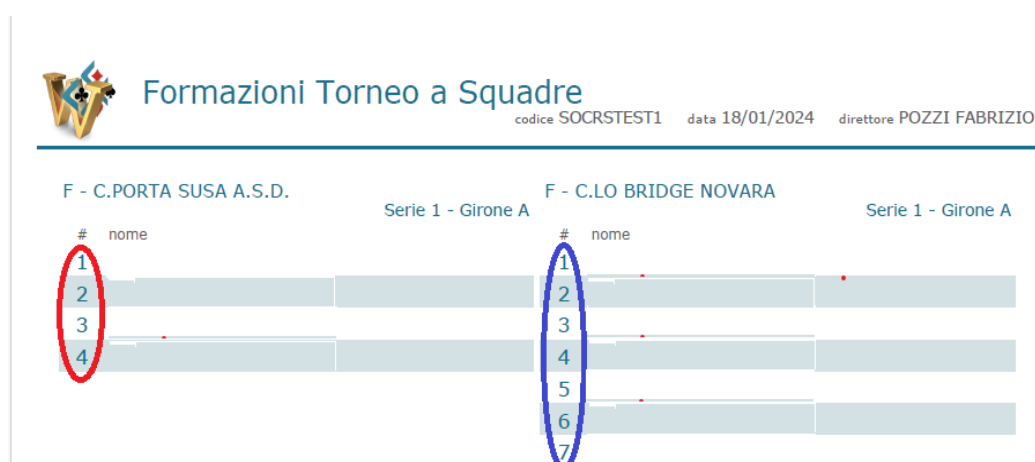 Formazioni Torneo a Squadre
codice SOCRSTEST1 data 18/01/2024 direttore POZZI FABRIZIO
F - C.PORTA SUSA A.S.D.
Serie 1 - Girone A
# nome
1
2
3
4
F - C.LO BRIDGE NOVARA
Serie 1 - Girone A
# nome
1
2
3
4
5
6
7